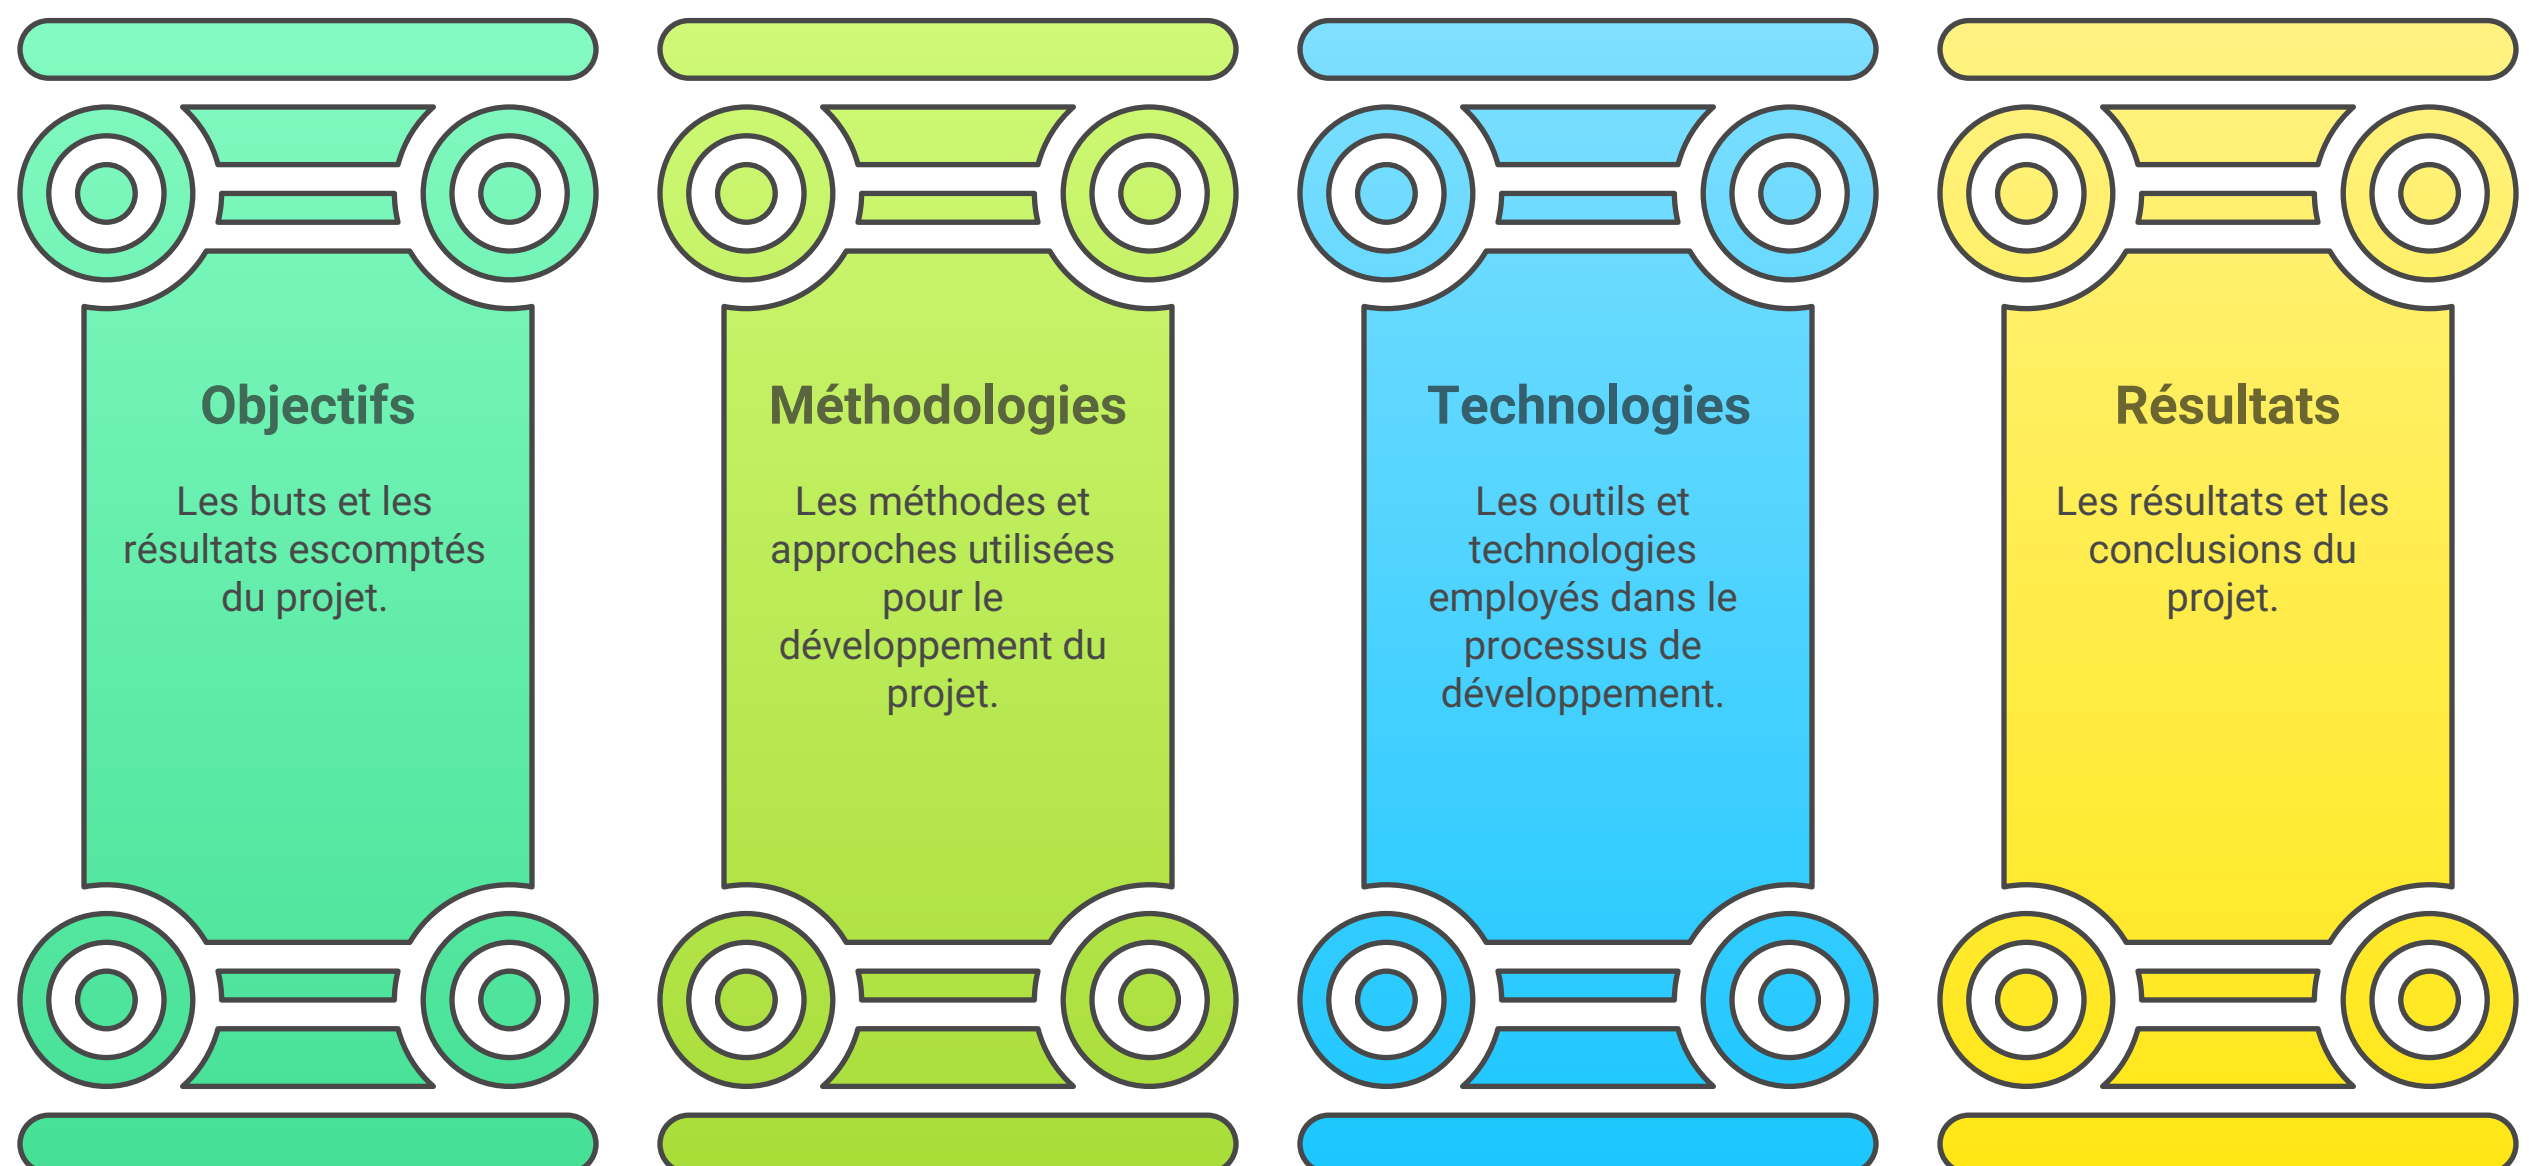 Objectifs
Les buts et les
résultats escomptés
du projet.
Méthodologies
Les méthodes et
approches utilisées
pour le
développement du
projet.
Technologies
Les outils et
technologies
employés dans le
processus de
développement.
Résultats
Les résultats et les
conclusions du
projet.